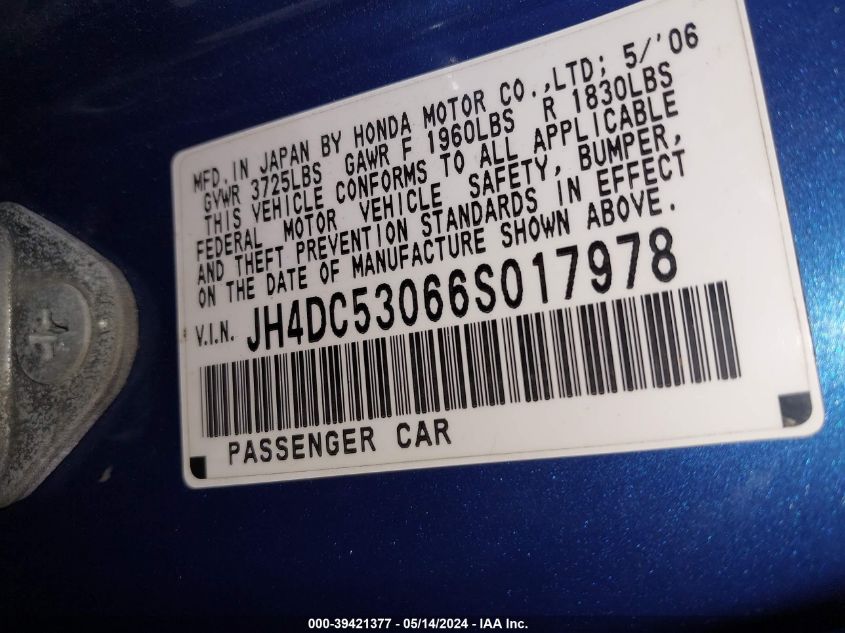 MFD. IN JAPAN BY HONDA MOTOR CO.,LTD; 5/'06
GVWR 3725LBS GAWR F 1960LBS R 1830LBS
THIS VEHICLE CONFORMS TO ALL APPLICABLE
FEDERAL MOTOR VEHICLE SAFETY, BUMPER,
AND THEFT PREVENTION STANDARDS IN EFFECT
ON THE DATE OF MANUFACTURE SHOWN ABOVE.
V.I.N. JH4DC53066S017978
PASSENGER CAR
000-39421377 - 05/14/2024 - IAA Inc.